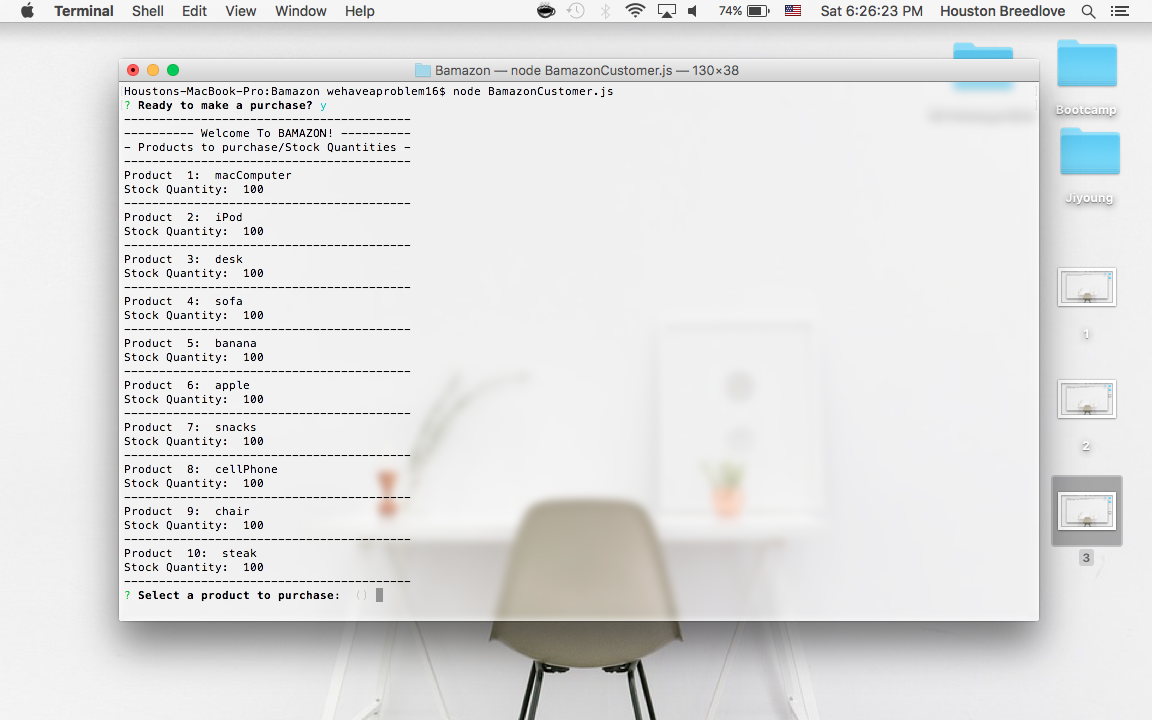 Terminal Shell Edit View Window Help 74% Sat 6:26:23 PM Houston Breedlove
Bamazon — node BamazonCustomer.js — 130×38
Houstons-MacBook-Pro:Bamazon wehaveaproblem16$ node BamazonCustomer.js
? Ready to make a purchase? y
-----------------------------------------
---------- Welcome To BAMAZON! ----------
- Products to purchase/Stock Quantities -
-----------------------------------------
Product  1:  macComputer
Stock Quantity:  100
-----------------------------------------
Product  2:  iPod
Stock Quantity:  100
-----------------------------------------
Product  3:  desk
Stock Quantity:  100
-----------------------------------------
Product  4:  sofa
Stock Quantity:  100
-----------------------------------------
Product  5:  banana
Stock Quantity:  100
-----------------------------------------
Product  6:  apple
Stock Quantity:  100
-----------------------------------------
Product  7:  snacks
Stock Quantity:  100
-----------------------------------------
Product  8:  cellPhone
Stock Quantity:  100
-----------------------------------------
Product  9:  chair
Stock Quantity:  100
-----------------------------------------
Product  10:  steak
Stock Quantity:  100
-----------------------------------------
? Select a product to purchase:  ()
Bootcamp
Jiyoung
1
2
3